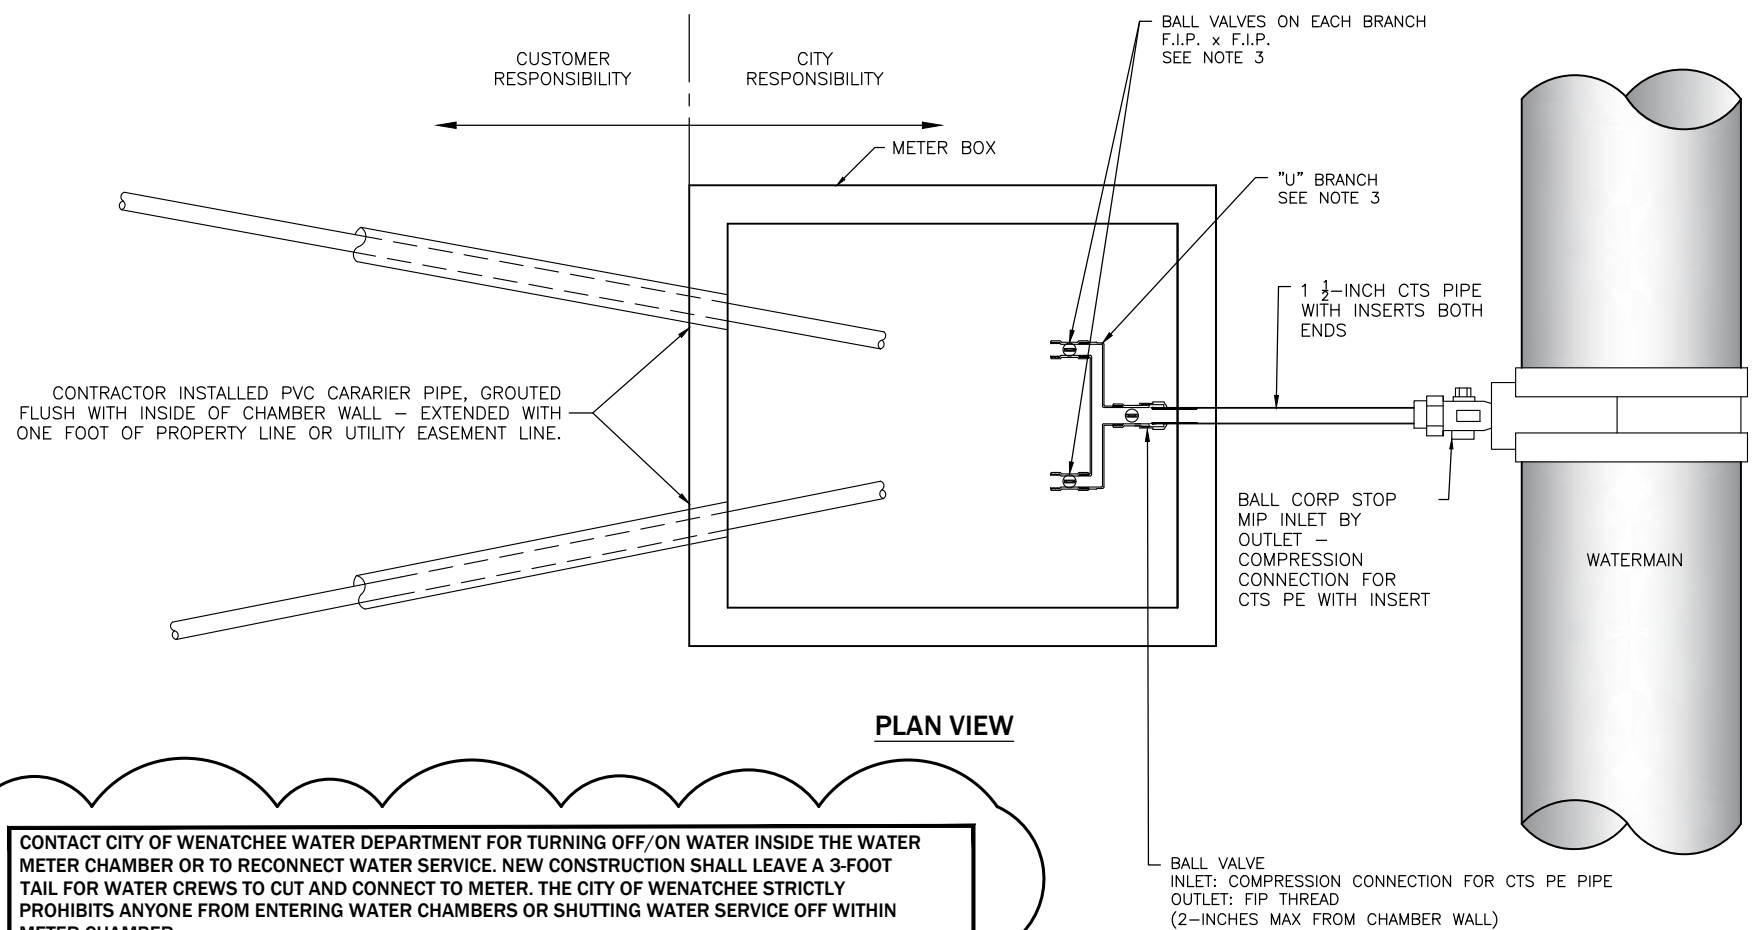 CUSTOMER
RESPONSIBILITY
CITY
RESPONSIBILITY
BALL VALVES ON EACH BRANCH
F.I.P. x F.I.P.
SEE NOTE 3
METER BOX
"U" BRANCH
SEE NOTE 3
1 1/2-INCH CTS PIPE
WITH INSERTS BOTH
ENDS
CONTRACTOR INSTALLED PVC CARARIER PIPE, GROUTED
FLUSH WITH INSIDE OF CHAMBER WALL – EXTENDED WITH
ONE FOOT OF PROPERTY LINE OR UTILITY EASEMENT LINE.
BALL CORP STOP
MIP INLET BY
OUTLET –
COMPRESSION
CONNECTION FOR
CTS PE WITH INSERT
WATERMAIN
PLAN VIEW
CONTACT CITY OF WENATCHEE WATER DEPARTMENT FOR TURNING OFF/ON WATER INSIDE THE WATER
METER CHAMBER OR TO RECONNECT WATER SERVICE. NEW CONSTRUCTION SHALL LEAVE A 3-FOOT
TAIL FOR WATER CREWS TO CUT AND CONNECT TO METER. THE CITY OF WENATCHEE STRICTLY
PROHIBITS ANYONE FROM ENTERING WATER CHAMBERS OR SHUTTING WATER SERVICE OFF WITHIN
METER CHAMBER
BALL VALVE
INLET: COMPRESSION CONNECTION FOR CTS PE PIPE
OUTLET: FIP THREAD
(2-INCHES MAX FROM CHAMBER WALL)